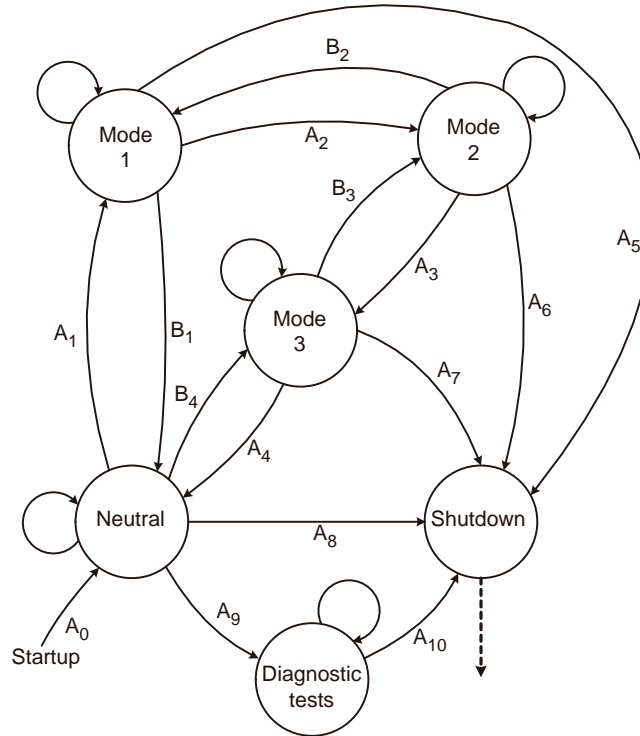 B2
Mode
1
Mode
2
A2
B3
A5
A3
A6
Mode
3
A1
B1
A7
B4
A4
Neutral
Shutdown
A8
A9
A0
A10
Startup
Diagnostic
tests